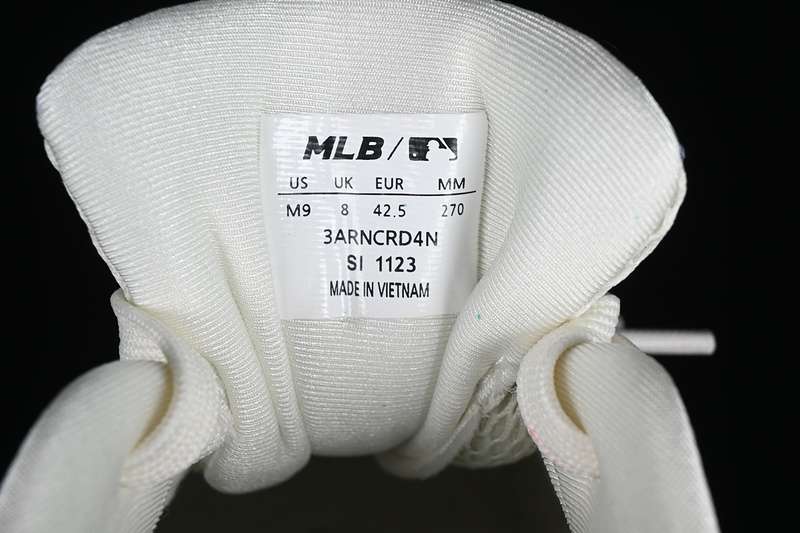 MLB /
US UK EUR MM
M9 8 42.5 270
3ARNCRD4N
SI 1123
MADE IN VIETNAM